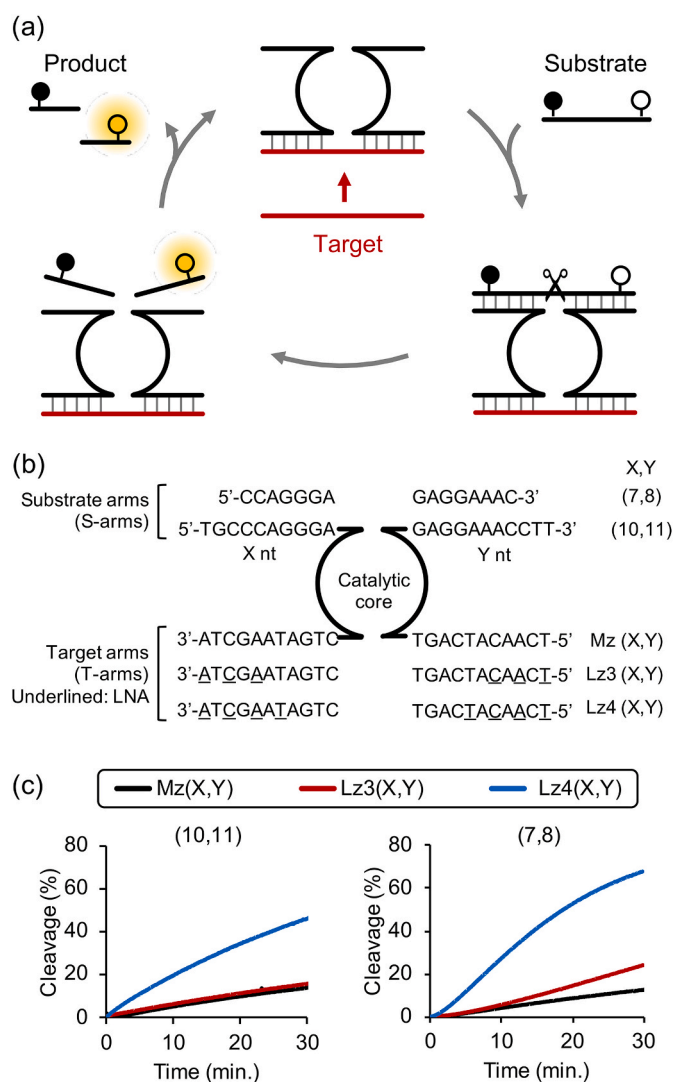 (a)
Product
Substrate
Target
(b)
X,Y
Substrate arms
(S-arms)
5’-CCAGGGA GAGGAAAC-3’ (7,8)
5’-TGCCCAGGGA GAGGAAACCTT-3’ (10,11)
X nt Y nt
Catalytic
core
Target arms
(T-arms)
Underlined: LNA
3’-ATCGAATAGTC TGACTACAACT-5’ Mz (X,Y)
3’-ATCGAATAGTC TGACTACAACT-5’ Lz3 (X,Y)
3’-ATCGAATAGTC TGACTACAACT-5’ Lz4 (X,Y)
(c)
Mz(X,Y) Lz3(X,Y) Lz4(X,Y)
(10,11)
Cleavage (%)
80
60
40
20
0
0 10 20 30
Time (min.)
(7,8)
Cleavage (%)
80
60
40
20
0
0 10 20 30
Time (min.)